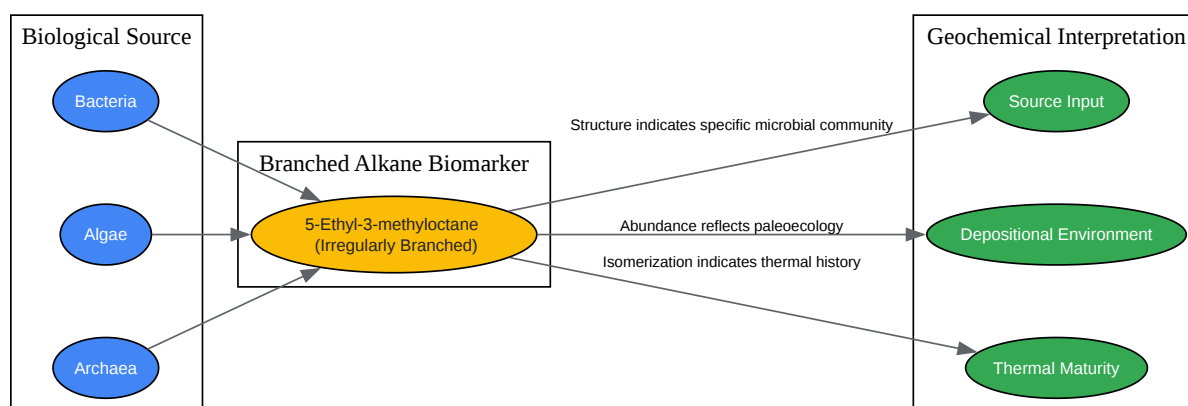 Biological Source
Geochemical Interpretation
Bacteria
Source Input
Structure indicates specific microbial community
Branched Alkane Biomarker
Algae
5-Ethyl-3-methyloctane
(Irregularly Branched)
Abundance reflects paleoecology
Depositional Environment
Isomerization indicates thermal history
Archaea
Thermal Maturity